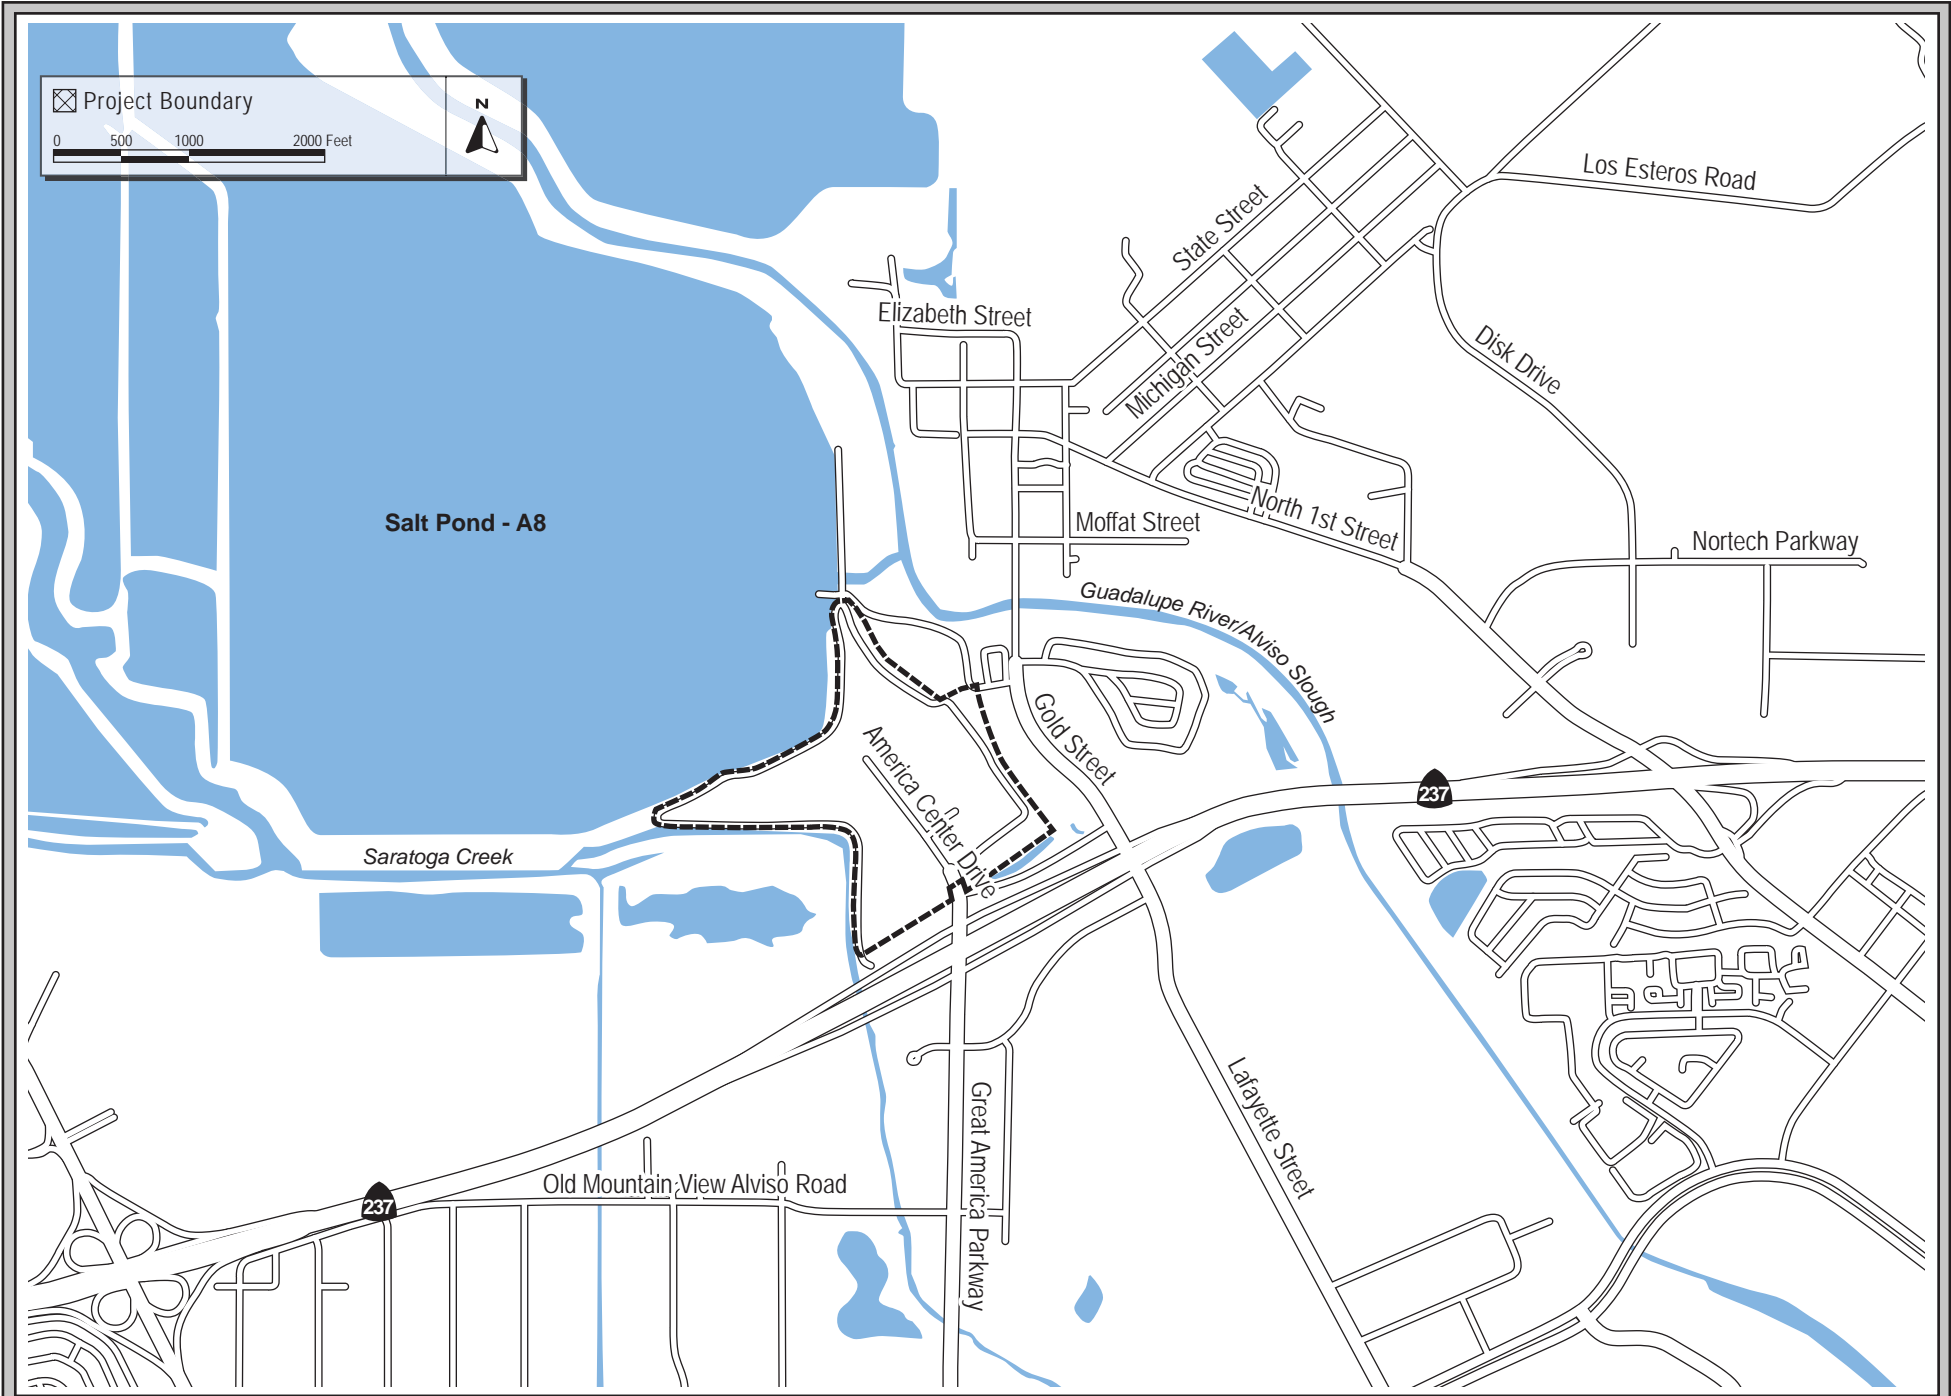 Project Boundary
N
0 500 1000 2000 Feet
Los Esteros Road
State Street
Elizabeth Street
Michigan Street
Disk Drive
Salt Pond - A8
North 1st Street
Moffat Street
Nortech Parkway
Guadalupe River/Alviso Slough
Gold Street
America Center Drive
237
Saratoga Creek
Lafayette Street
Great America Parkway
Old Mountain View Alviso Road
237